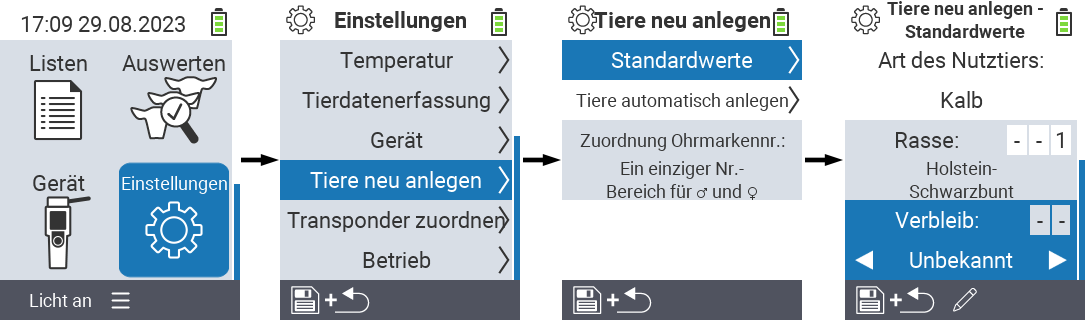 17:09 29.08.2023
Listen
Auswerten
Gerät
Einstellungen
Licht an
Einstellungen
Temperatur
Tierdatenerfassung
Gerät
Tiere neu anlegen
Transponder zuordnen
Betrieb
+
Tiere neu anlegen
Standardwerte
Tiere automatisch anlegen
Zuordnung Ohrmarkennr.:
Ein einziger Nr.-
Bereich für ♂ und ♀
+
Tiere neu anlegen -
Standardwerte
Art des Nutztiers:
Kalb
Rasse: - - 1
Holstein-
Schwarzbunt
Verbleib: - -
Unbekannt
+